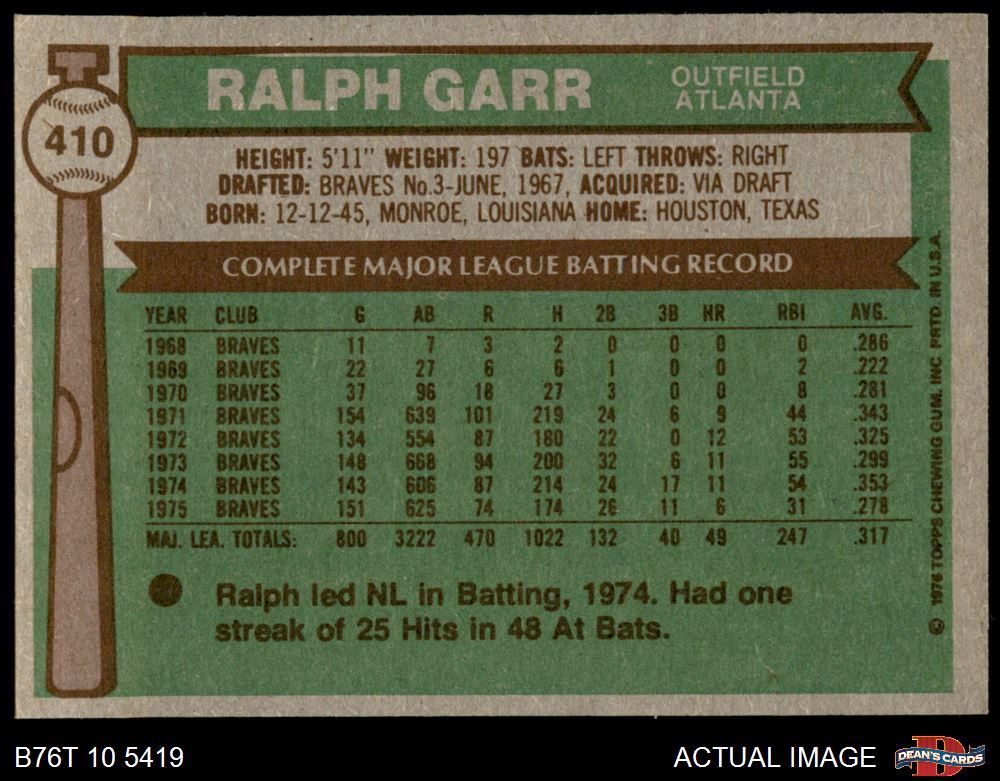 RALPH GARR
OUTFIELD
ATLANTA
410
HEIGHT: 5'11" WEIGHT: 197 BATS: LEFT THROWS: RIGHT
DRAFTED: BRAVES No.3-JUNE, 1967, ACQUIRED: VIA DRAFT
BORN: 12-12-45, MONROE, LOUISIANA HOME: HOUSTON, TEXAS
COMPLETE MAJOR LEAGUE BATTING RECORD
YEAR CLUB G AB R H 2B 3B HR RBI AVG.
1968 BRAVES 11 7 3 2 0 0 0 0 .286
1969 BRAVES 22 27 6 6 1 0 0 2 .222
1970 BRAVES 37 96 18 27 3 0 0 8 .281
1971 BRAVES 154 639 101 219 24 6 9 44 .343
1972 BRAVES 134 554 87 180 22 0 12 53 .325
1973 BRAVES 148 668 94 200 32 6 11 55 .299
1974 BRAVES 143 606 87 214 24 17 11 54 .353
1975 BRAVES 151 625 74 174 26 11 6 31 .278
MAJ. LEA. TOTALS: 800 3222 470 1022 132 40 49 247 .317
Ralph led NL in Batting, 1974. Had one
streak of 25 Hits in 48 At Bats.
© 1976 TOPPS CHEWING GUM, INC PRTD. IN U.S.A.
B76T 10 5419
ACTUAL IMAGE
D
DEAN'S CARDS